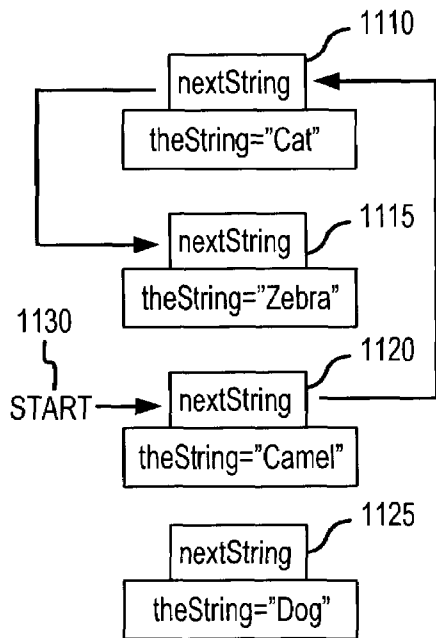 1110
nextString
theString="Cat"
1115
nextString
theString="Zebra"
1130
1120
START
nextString
theString="Camel"
1125
nextString
theString="Dog"